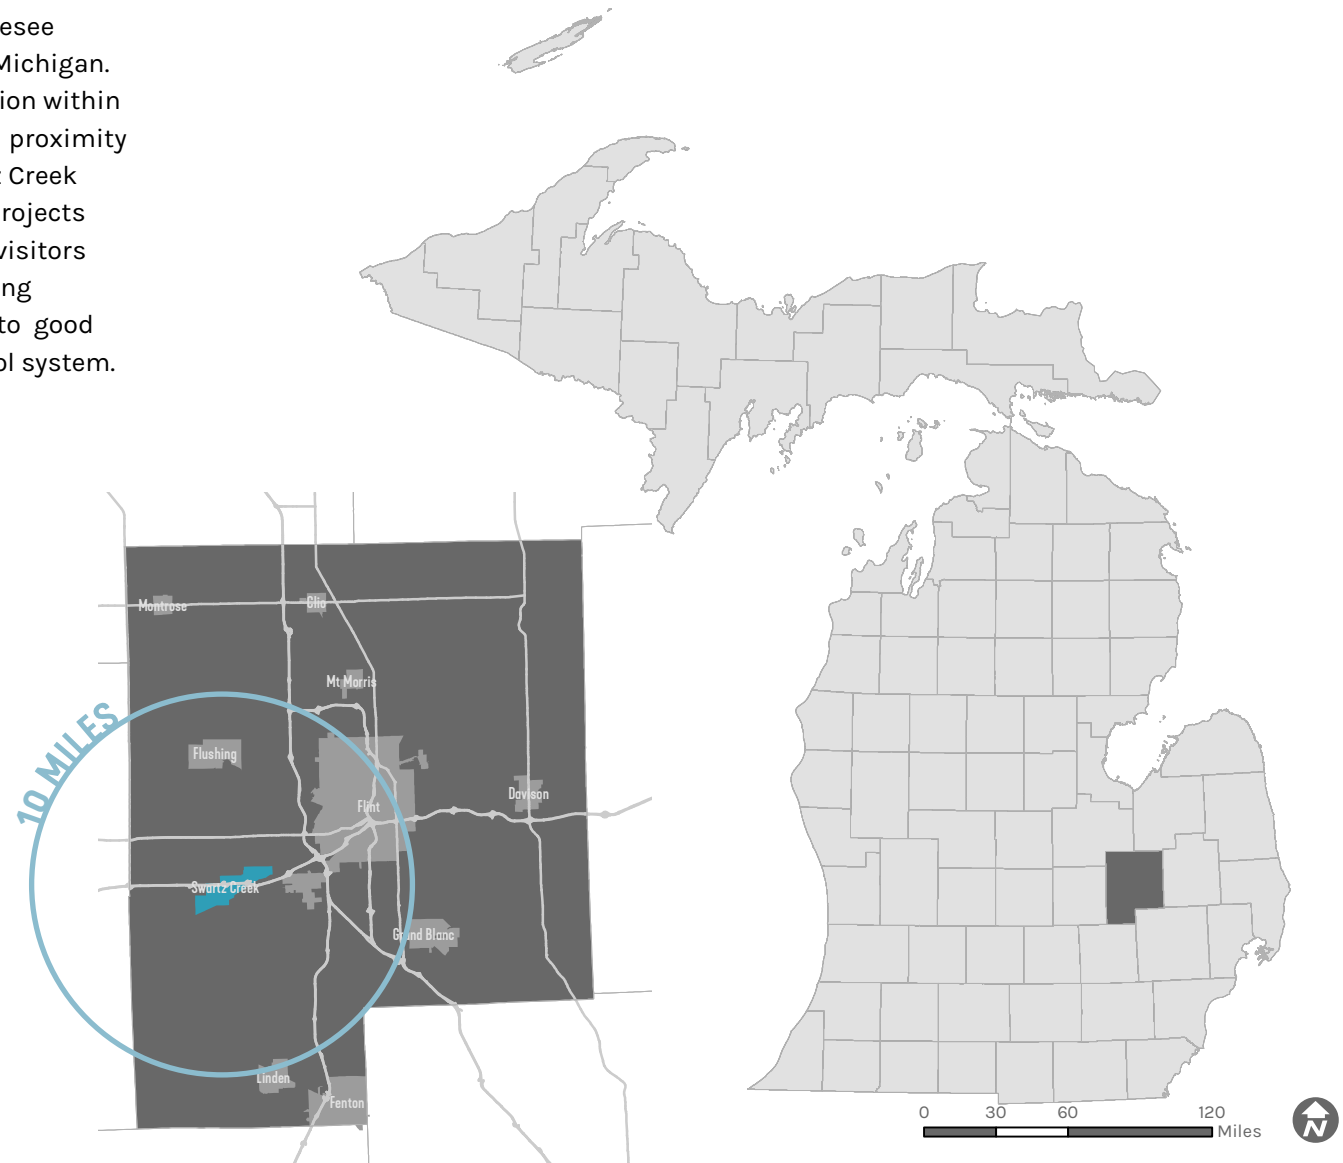 esee
Michigan.
ion within
proximity
Creek
rojects
visitors
ng
to good
ol system.
Montrose
Clio
Mt Morris
10 MILES
Flushing
Flint
Davison
Swartz Creek
Grand Blanc
Linden
Fenton
0 30 60 120
Miles
N